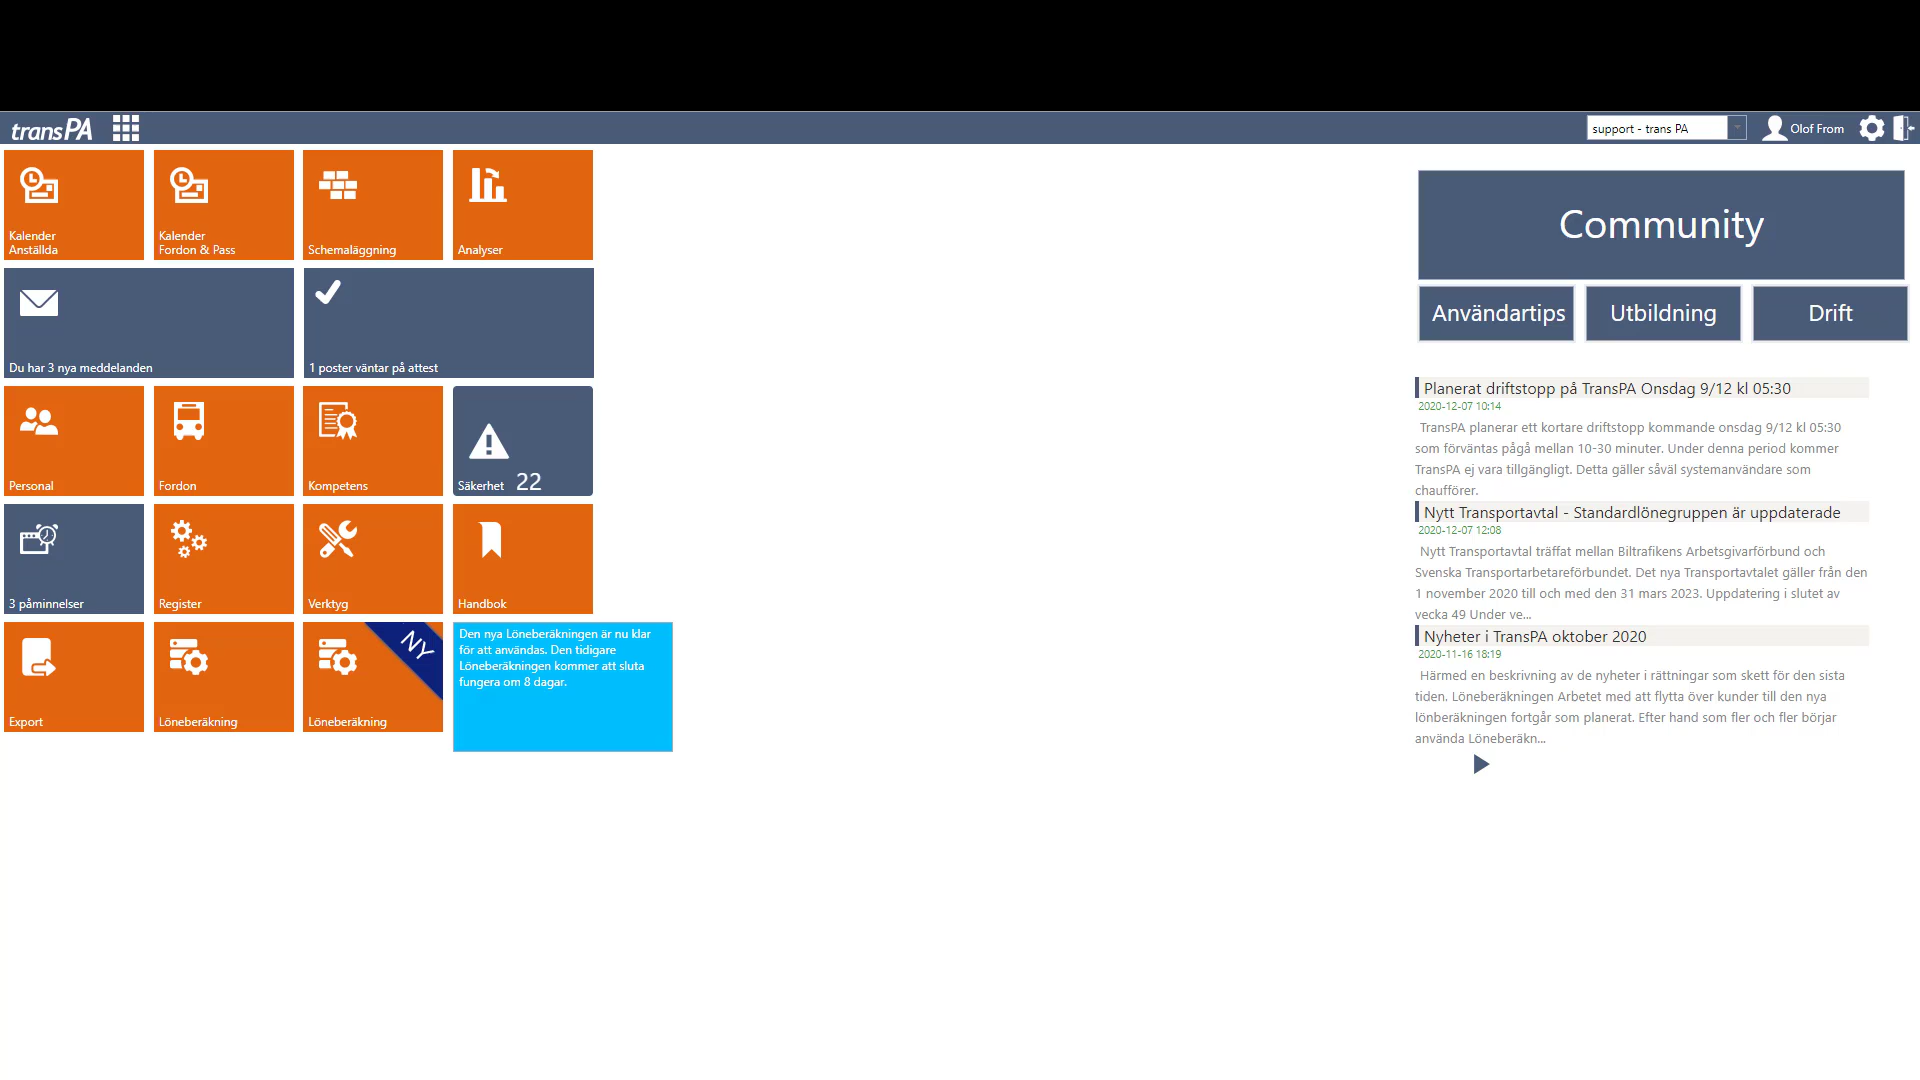 transPA
support - trans PA
Olof From
Kalender
Anställda
Kalender
Fordon & Pass
Schemaläggning
Analyser
Du har 3 nya meddelanden
1 poster väntar på attest
Personal
Fordon
Kompetens
Säkerhet 22
3 påminnelser
Register
Verktyg
Handbok
Export
Löneberäkning
NY
Löneberäkning
Den nya Löneberäkningen är nu klar
för att användas. Den tidigare
Löneberäkningen kommer att sluta
fungera om 8 dagar.
Community
Användartips
Utbildning
Drift
Planerat driftstopp på TransPA Onsdag 9/12 kl 05:30
2020-12-07 10:14
TransPA planerar ett kortare driftstopp kommande onsdag 9/12 kl 05:30
som förväntas pågå mellan 10-30 minuter. Under denna period kommer
TransPA ej vara tillgängligt. Detta gäller såväl systemanvändare som
chaufförer.
Nytt Transportavtal - Standardlönegruppen är uppdaterade
2020-12-07 12:08
Nytt Transportavtal träffat mellan Biltrafikens Arbetsgivarförbund och
Svenska Transportarbetareförbundet. Det nya Transportavtalet gäller från den
1 november 2020 till och med den 31 mars 2023. Uppdatering i slutet av
vecka 49 Under ve...
Nyheter i TransPA oktober 2020
2020-11-16 18:19
Härmed en beskrivning av de nyheter i rättningar som skett för den sista
tiden. Löneberäkningen Arbetet med att flytta över kunder till den nya
lönberäkningen fortgår som planerat. Efter hand som fler och fler börjar
använda Löneberäkn...